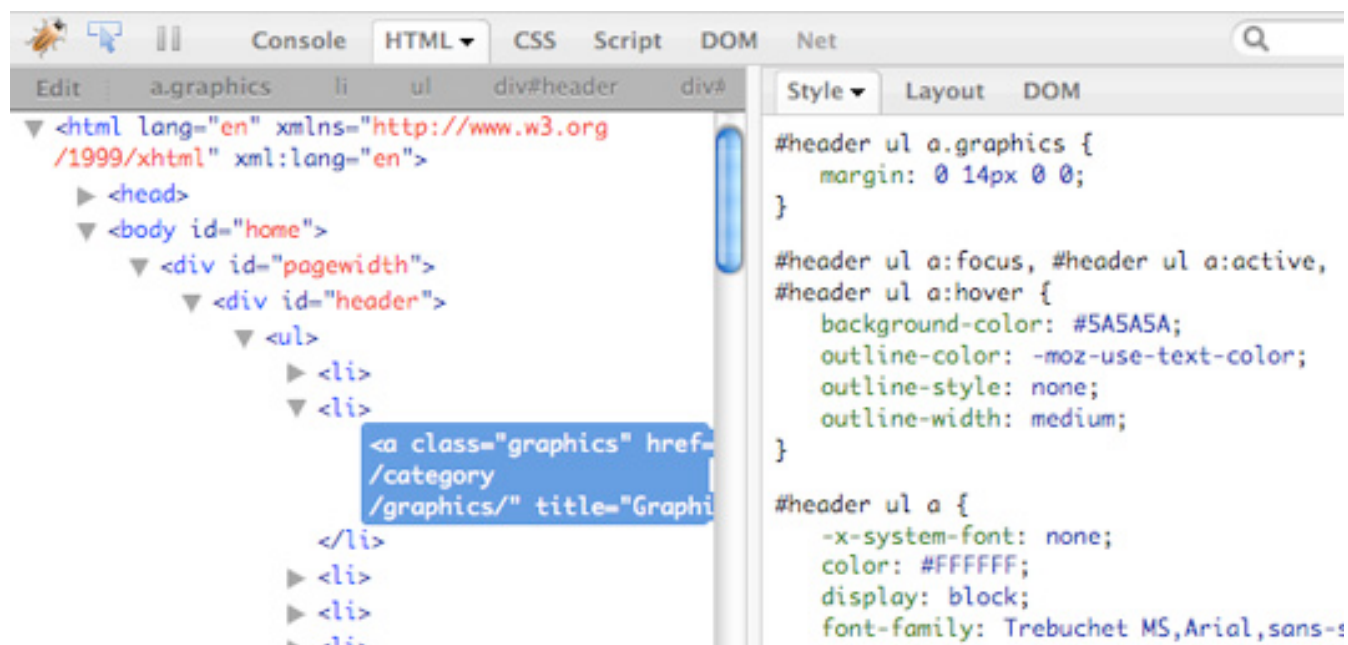 Console HTML CSS Script DOM Net
Edit a.graphics li ul div#header div#
<html lang="en" xmlns="http://www.w3.org
/1999/xhtml" xml:lang="en">
<head>
<body id="home">
<div id="pagewidth">
<div id="header">
<ul>
<li>
<li>
<a class="graphics" href=
/category
/graphics/" title="Graphi
</li>
<li>
<li>
<li>
Style Layout DOM
#header ul a.graphics {
margin: 0 14px 0 0;
}
#header ul a:focus, #header ul a:active,
#header ul a:hover {
background-color: #5A5A5A;
outline-color: -moz-use-text-color;
outline-style: none;
outline-width: medium;
}
#header ul a {
-x-system-font: none;
color: #FFFFFF;
display: block;
font-family: Trebuchet MS,Arial,sans-s